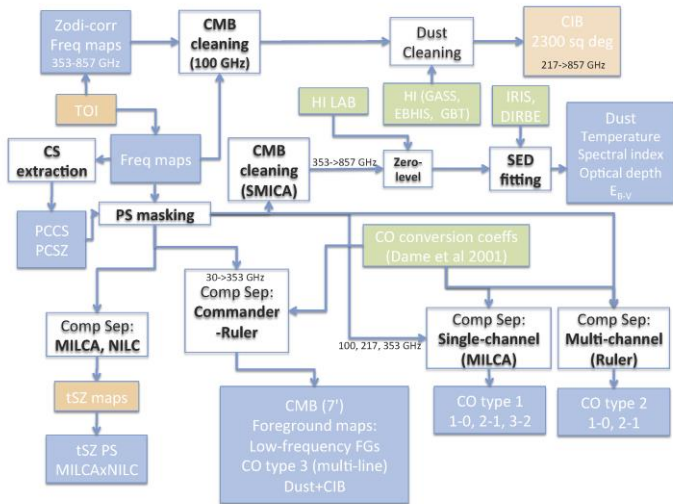 Zodi-corr
Freq maps
353-857 GHz
CMB
cleaning
(100 GHz)
Dust
Cleaning
CIB
2300 sq deg
217->857 GHz
TOI
HI LAB
HI (GASS,
EBHIS, GBT)
IRIS,
DIRBE
CS
extraction
Freq maps
CMB
cleaning
(SMICA)
353->857 GHz
Zero-
level
SED
fitting
Dust
Temperature
Spectral index
Optical depth
E_B-V
PCCS
PCSZ
PS masking
CO conversion coeffs
(Dame et al 2001)
30->353 GHz
Comp Sep:
Commander
-Ruler
Comp Sep:
MILCA, NILC
100, 217, 353 GHz
Comp Sep:
Single-channel
(MILCA)
Comp Sep:
Multi-channel
(Ruler)
tSZ maps
tSZ PS
MILCAxNILC
CMB (7')
Foreground maps:
Low-frequency FGs
CO type 3 (multi-line)
Dust+CIB
CO type 1
1-0, 2-1, 3-2
CO type 2
1-0, 2-1